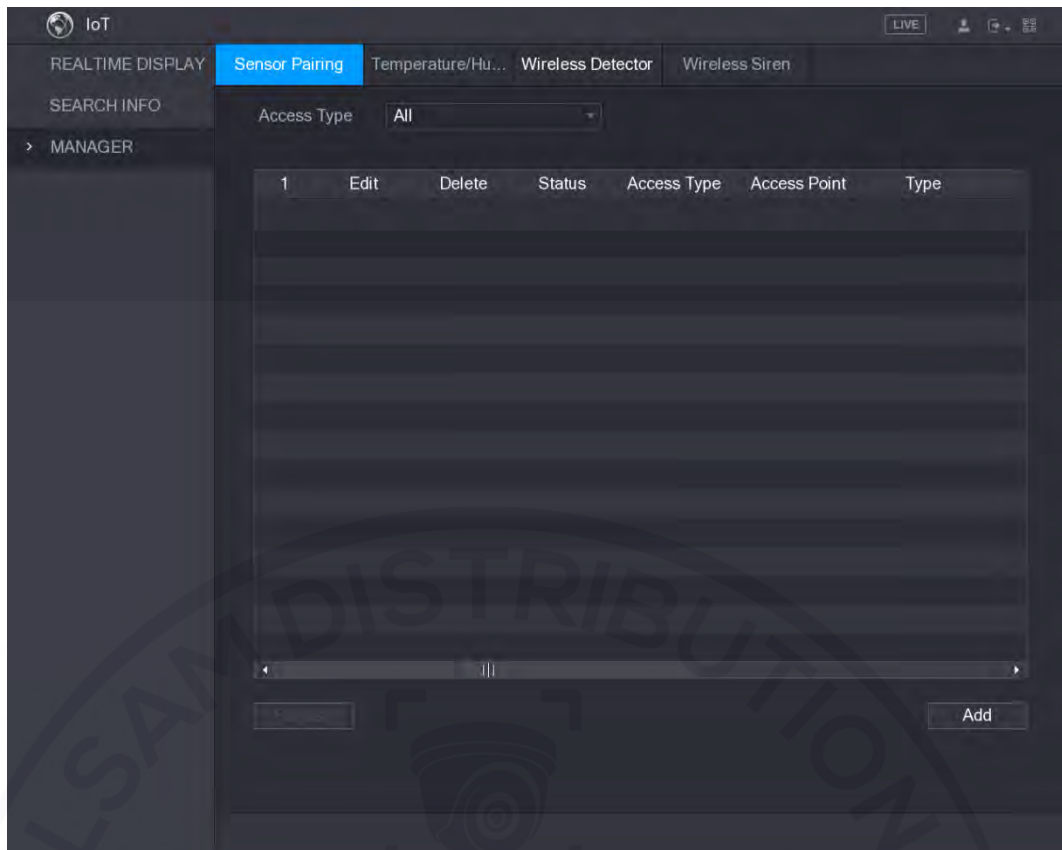 IoT LIVE
REALTIME DISPLAY Sensor Pairing Temperature/Hu... Wireless Detector Wireless Siren
SEARCH INFO Access Type All
MANAGER
1 Edit Delete Status Access Type Access Point Type
Add
DISTRIBUTION